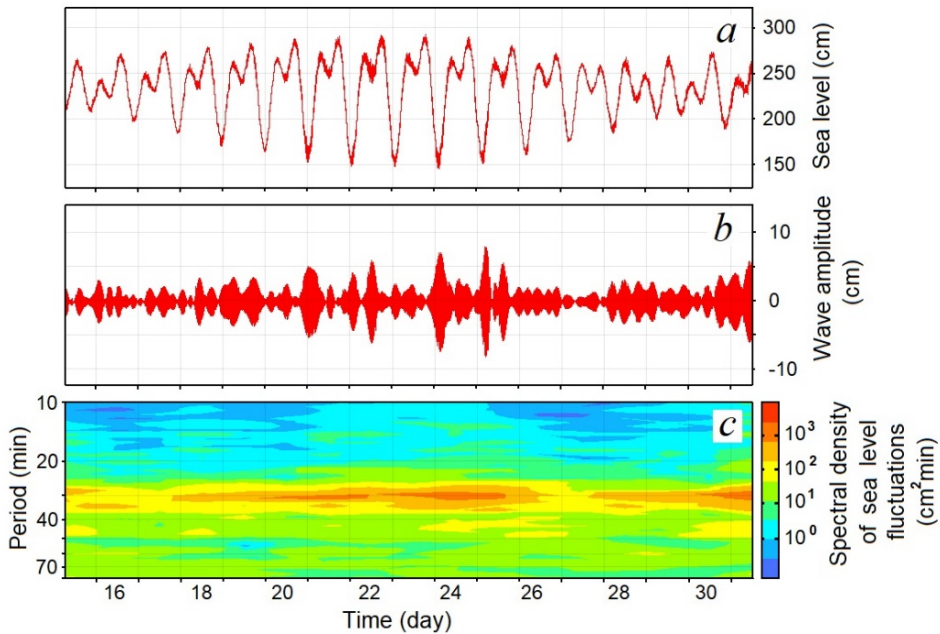 a
300
250
200
150
Sea level (cm)
b
10
0
-10
Wave amplitude
(cm)
c
10
20
40
70
Period (min)
16
18
20
22
24
26
28
30
Time (day)
10³
10²
10¹
10⁰
Spectral density
of sea level
fluctuations
(cm²min)